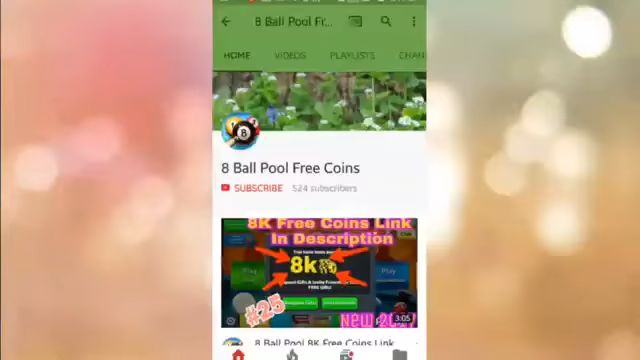 8 Ball Pool Fr...
HOME VIDEOS PLAYLISTS CHAN
8 Ball Pool Free Coins
SUBSCRIBE 524 subscribers
8K Free Coins Link
In Description
8k
Play
Play
#25
NEW 201
3:05
8 Ball Pool 8K Free Coins Link